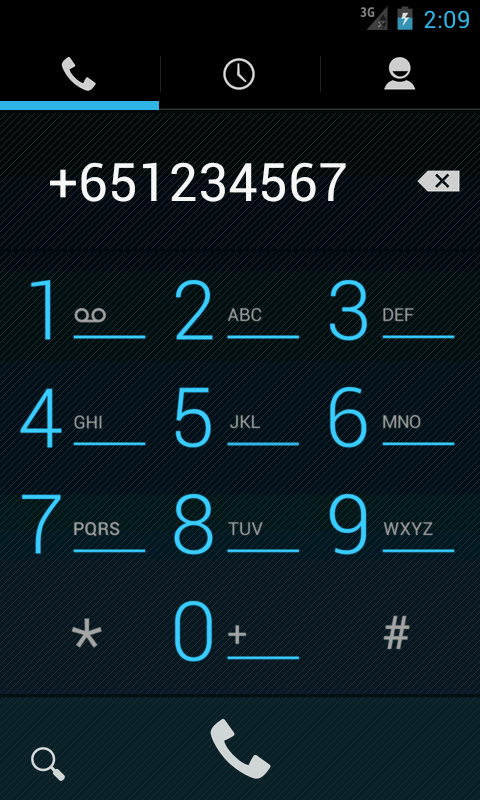 3G 2:09
+651234567
1 2 ABC 3 DEF
4 GHI 5 JKL 6 MNO
7 PQRS 8 TUV 9 WXYZ
* 0 + #